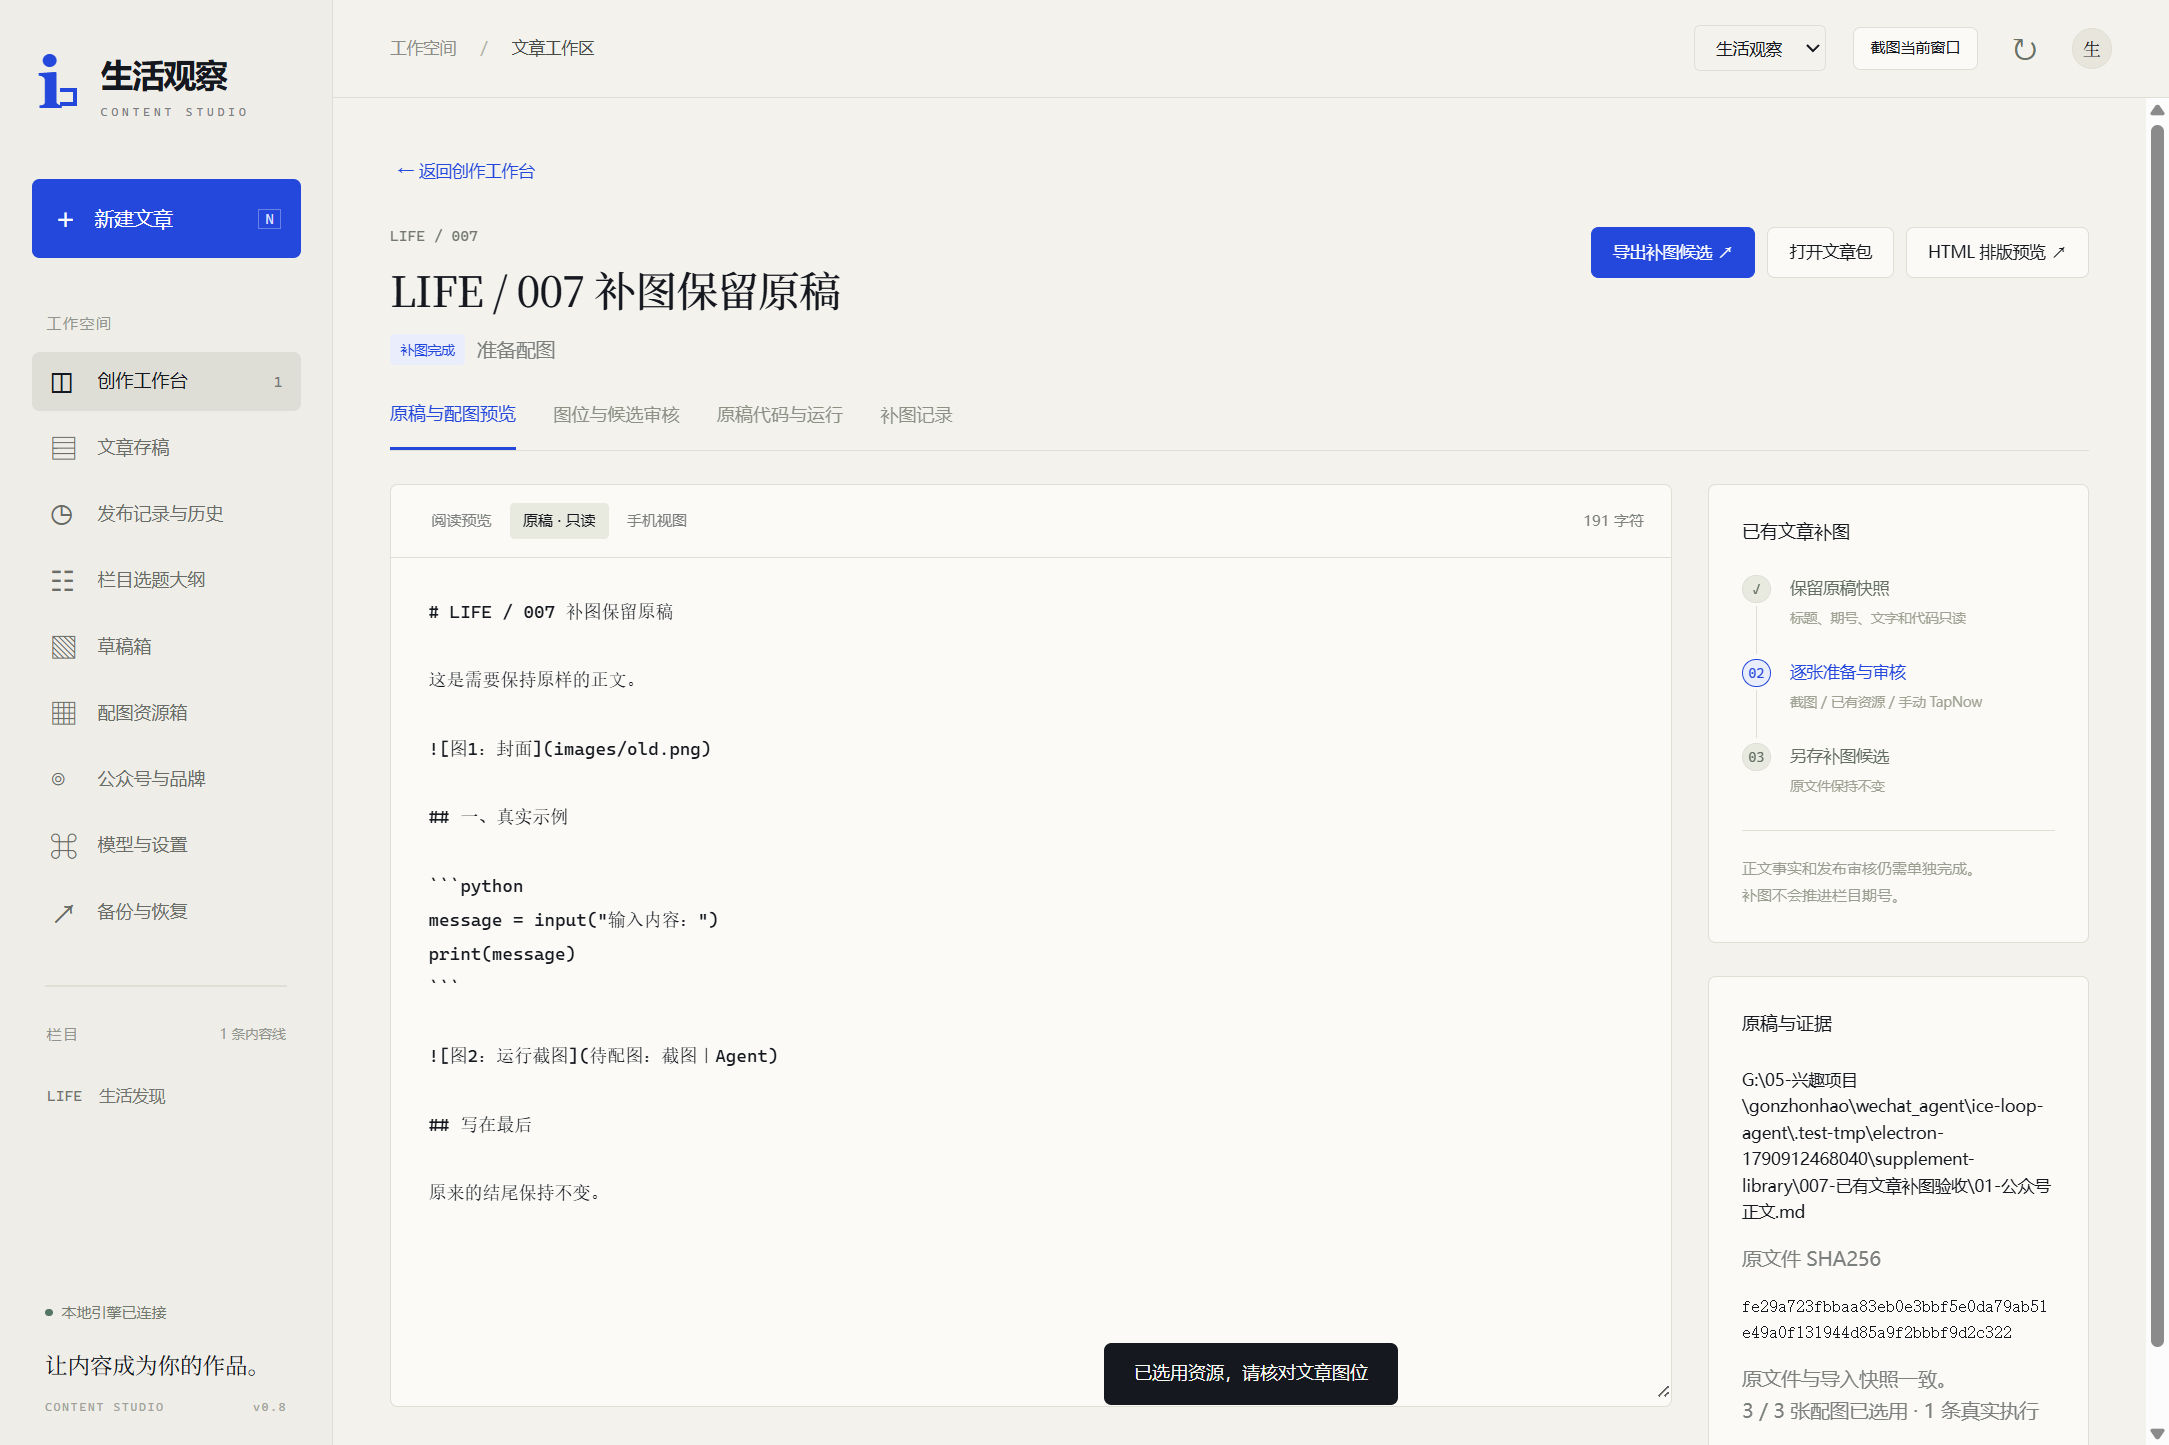 生活观察
CONTENT STUDIO
+ 新建文章 N
工作空间
创作工作台 1
文章存稿
发布记录与历史
栏目选题大纲
草稿箱
配图资源箱
公众号与品牌
模型与设置
备份与恢复
栏目 1 条内容线
LIFE 生活发现
本地引擎已连接
让内容成为你的作品。
CONTENT STUDIO v0.8
工作空间 / 文章工作区
生活观察
截图当前窗口
生
← 返回创作工作台
LIFE / 007
LIFE / 007 补图保留原稿
补图完成 准备配图
导出补图候选 ↗
打开文章包
HTML 排版预览 ↗
原稿与配图预览 图位与候选审核 原稿代码与运行 补图记录
阅读预览 原稿 · 只读 手机视图 191 字符
# LIFE / 007 补图保留原稿
这是需要保持原样的正文。
![图1：封面](images/old.png)
## 一、真实示例
```python
message = input("输入内容：")
print(message)
```
![图2：运行截图](待配图：截图｜Agent)
## 写在最后
原来的结尾保持不变。
已选用资源，请核对文章图位
已有文章补图
✓ 保留原稿快照
标题、期号、文字和代码只读
02 逐张准备与审核
截图 / 已有资源 / 手动 TapNow
03 另存补图候选
原文件保持不变
正文事实和发布审核仍需单独完成。
补图不会推进栏目期号。
原稿与证据
G:\05-兴趣项目
\gonzhonhao\wechat_agent\ice-loop-
agent\.test-tmp\electron-
1790912468040\supplement-
library\007-已有文章补图验收\01-公众号
正文.md
原文件 SHA256
fe29a723fbbaa83eb0e3bbf5e0da79ab51
e49a0f131944d85a9f2bbbf9d2c322
原文件与导入快照一致。
3 / 3 张配图已选用 · 1 条真实执行